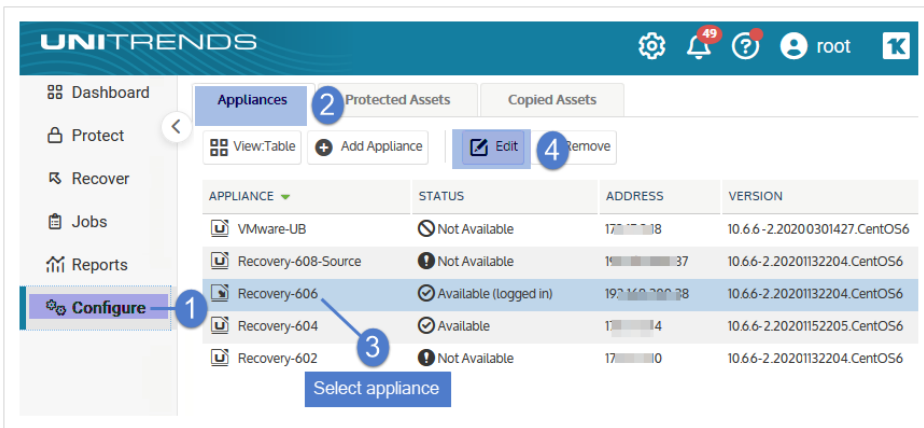 UNITRENDS
49
root
Dashboard
Protect
Recover
Jobs
Reports
Configure
1
Appliances
2
Protected Assets
Copied Assets
View:Table
Add Appliance
Edit
4
Remove
APPLIANCE STATUS ADDRESS VERSION
VMware-UB Not Available 10.6.6-2.20200301427.CentOS6
Recovery-608-Source Not Available 10.6.6-2.20201132204.CentOS6
Recovery-606 Available (logged in) 10.6.6-2.20201132204.CentOS6
Recovery-604 Available 10.6.6-2.20201152205.CentOS6
Recovery-602 Not Available 10.6.6-2.20201132204.CentOS6
3
Select appliance